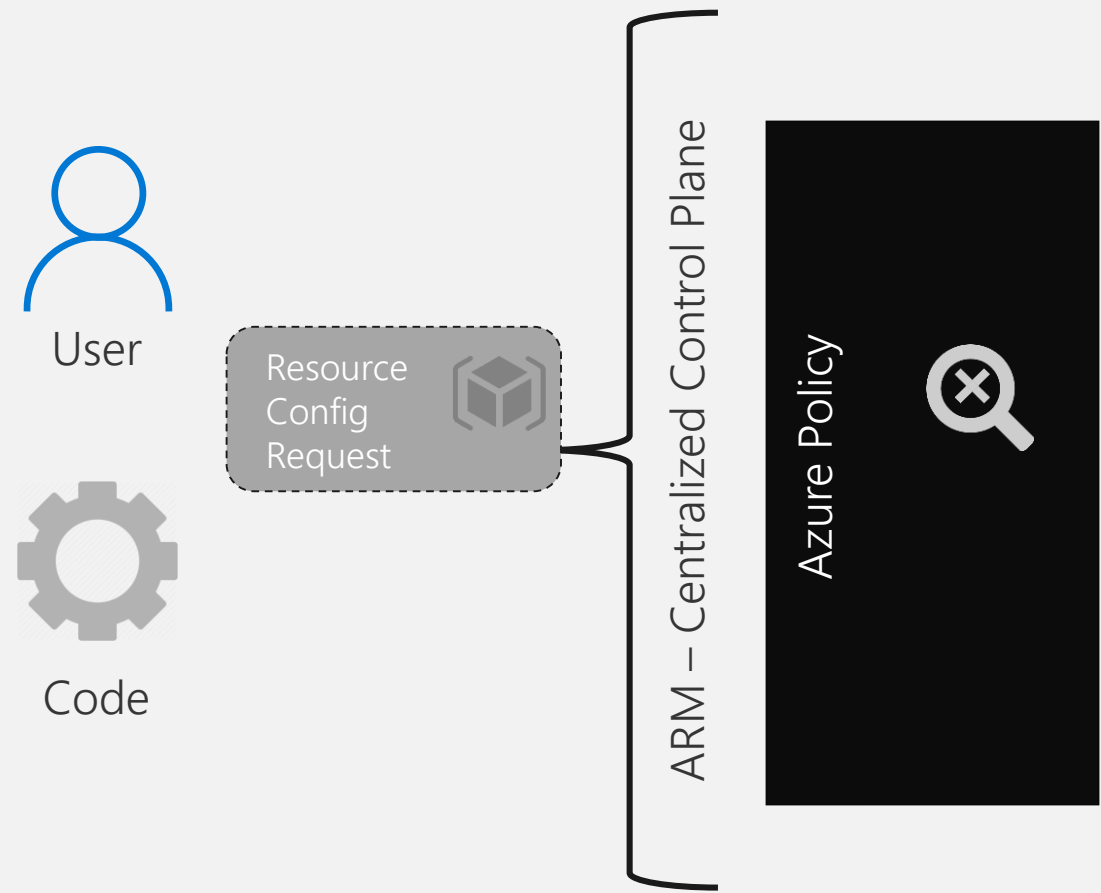 User
Code
Resource
Config
Request
ARM – Centralized Control Plane
Azure Policy